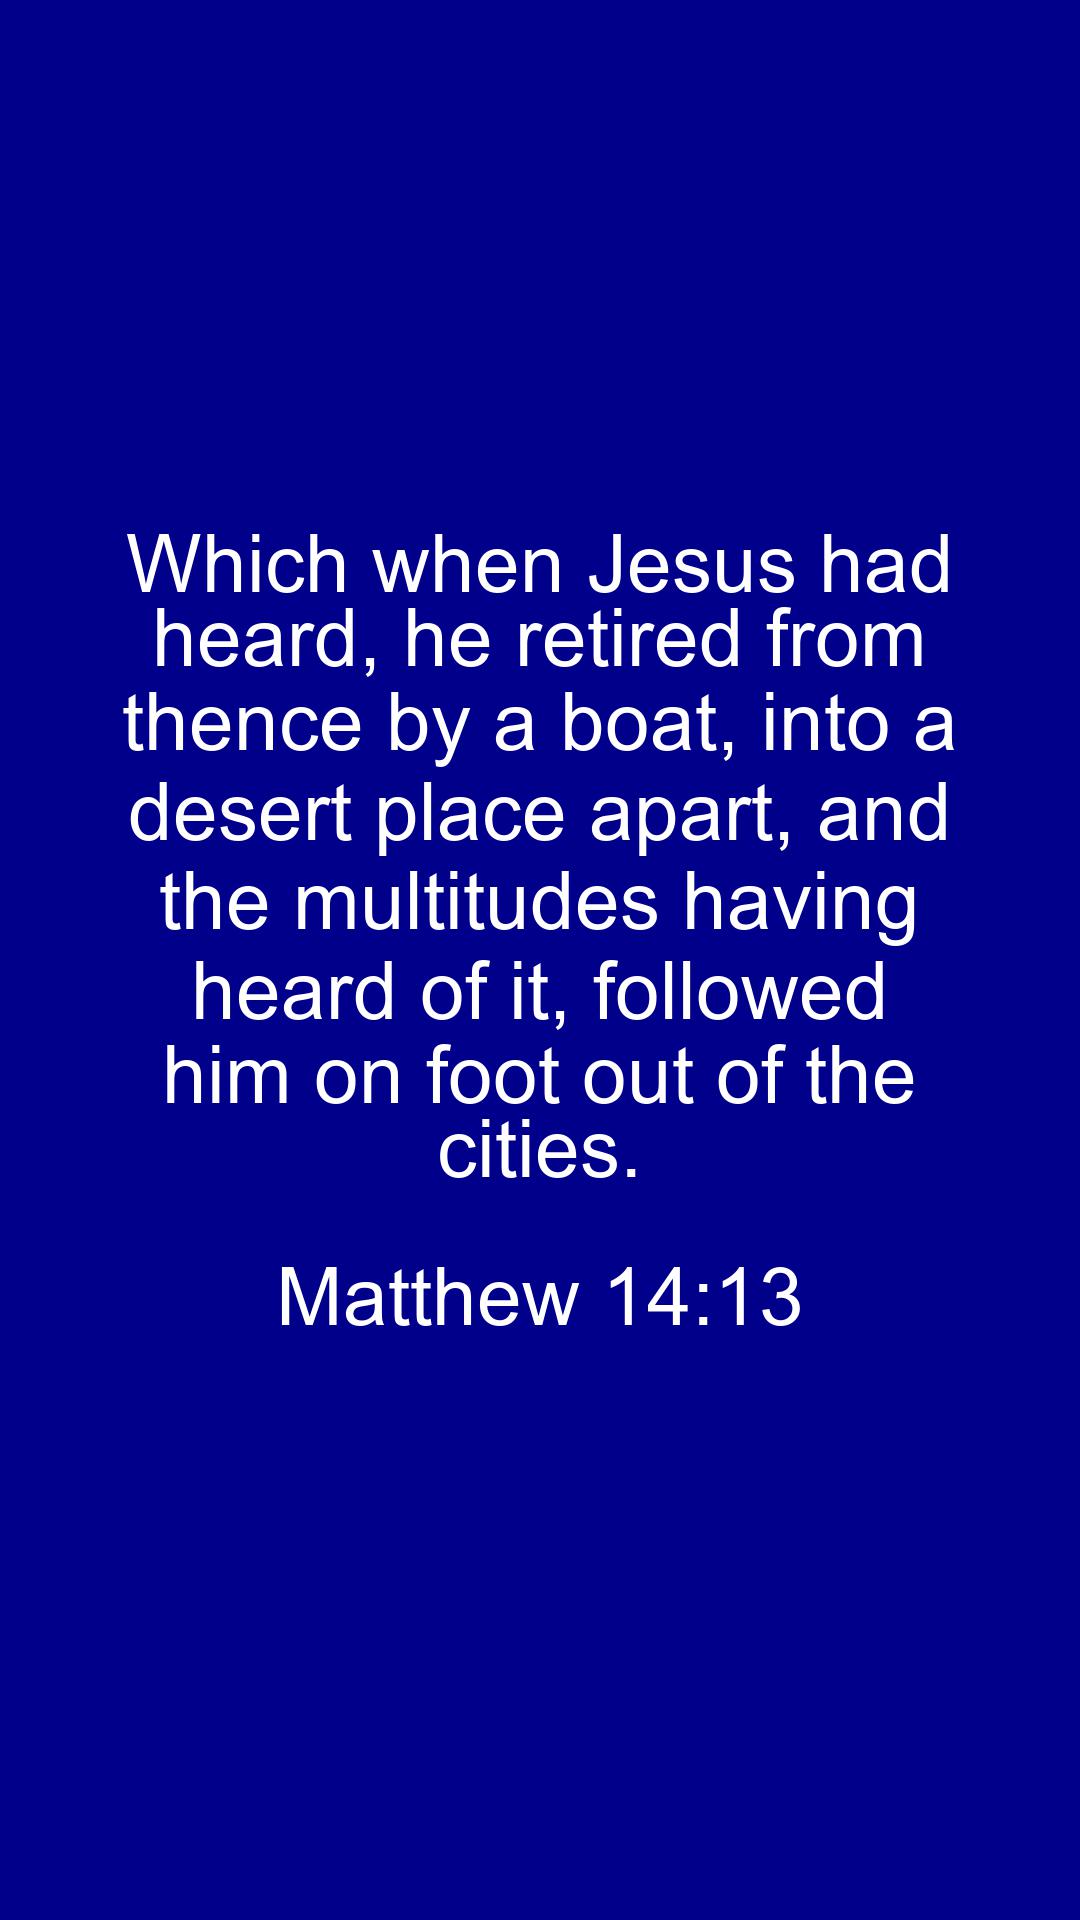 Which when Jesus had
heard, he retired from
thence by a boat, into a
desert place apart, and
the multitudes having
heard of it, followed
him on foot out of the
cities.
Matthew 14:13